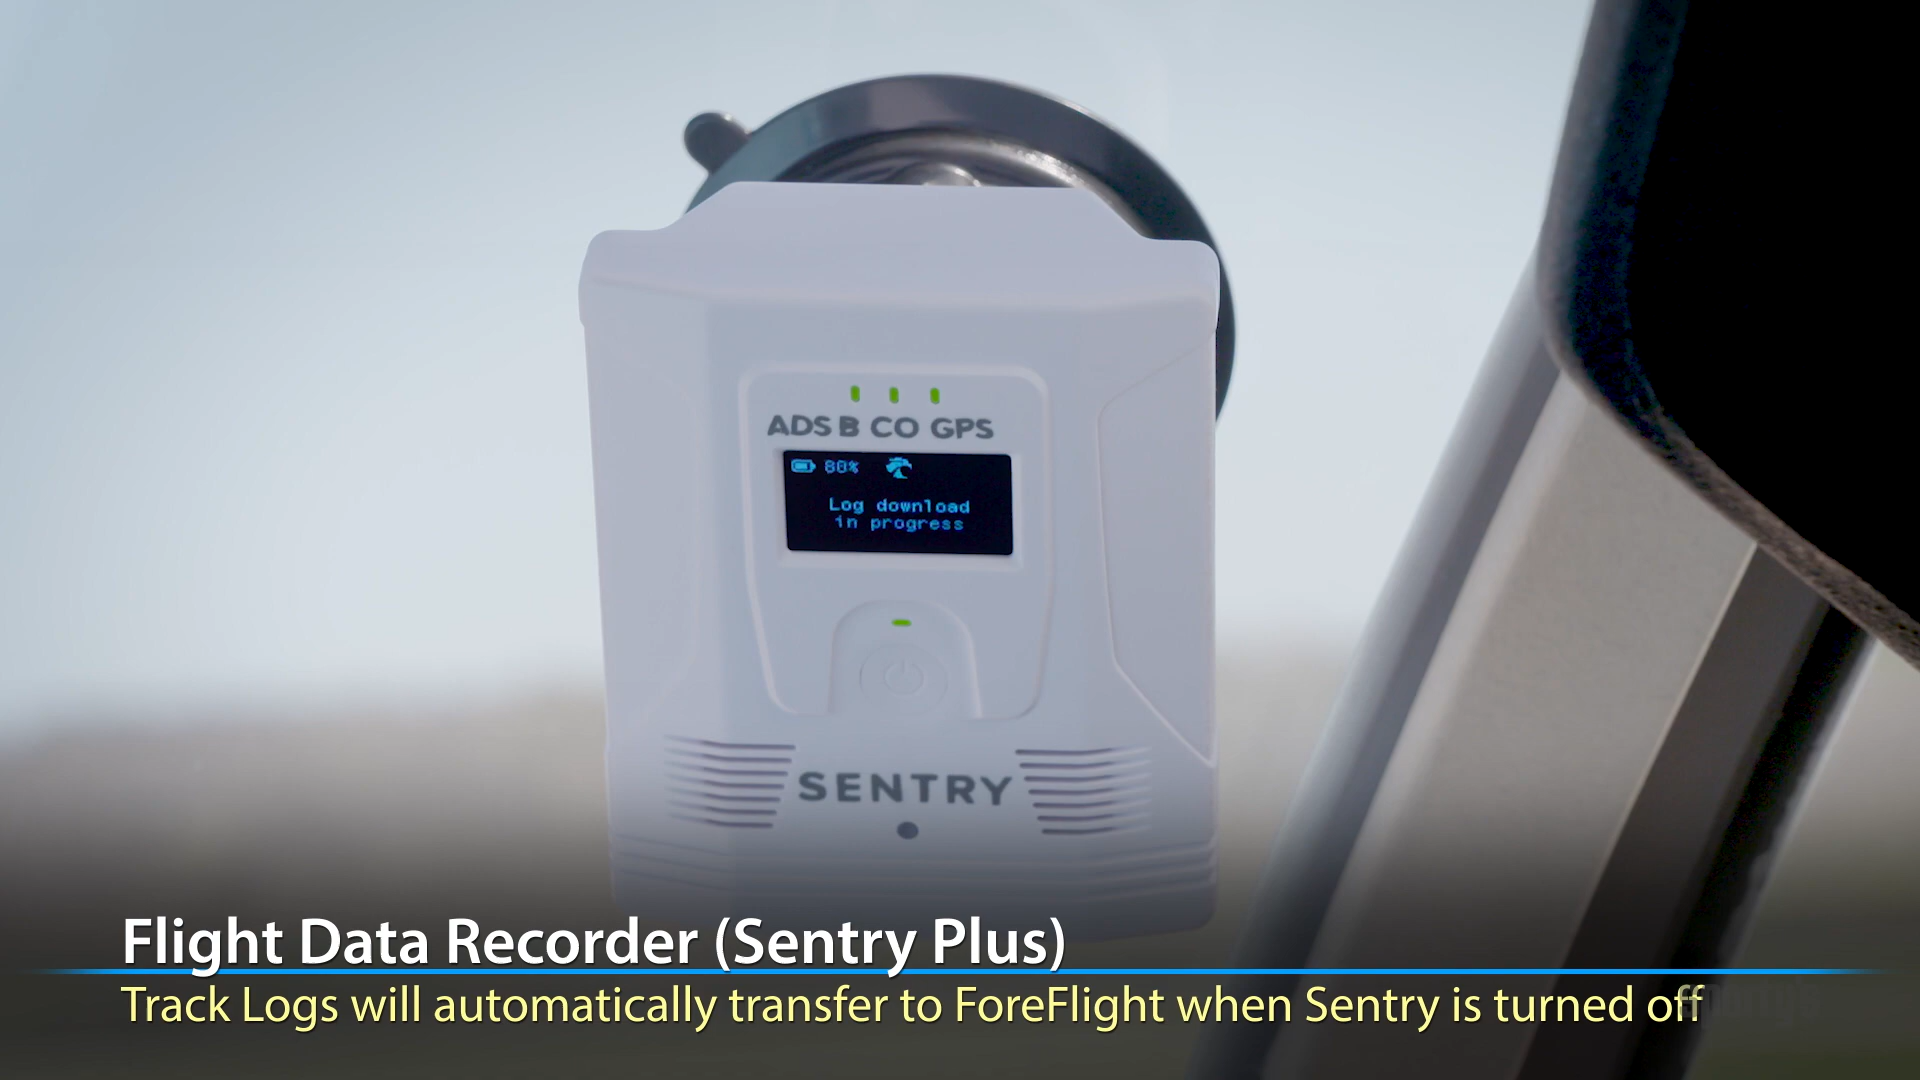 ADS B CO GPS
80%
Log download
in progress
SENTRY
Flight Data Recorder (Sentry Plus)
Track Logs will automatically transfer to ForeFlight when Sentry is turned off